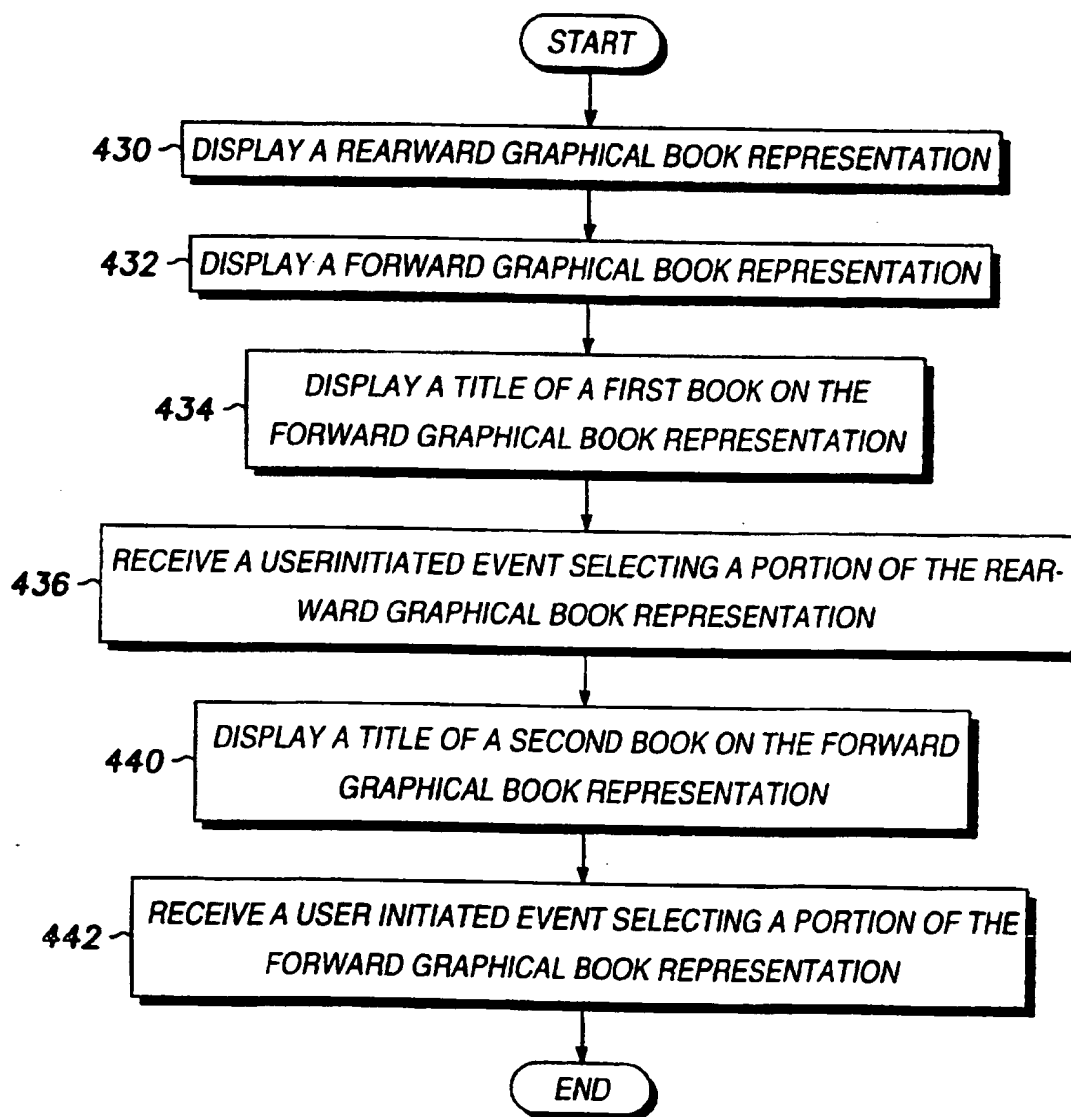 START
430 DISPLAY A REARWARD GRAPHICAL BOOK REPRESENTATION
432 DISPLAY A FORWARD GRAPHICAL BOOK REPRESENTATION
434 DISPLAY A TITLE OF A FIRST BOOK ON THE
FORWARD GRAPHICAL BOOK REPRESENTATION
436 RECEIVE A USERINITIATED EVENT SELECTING A PORTION OF THE REAR-
WARD GRAPHICAL BOOK REPRESENTATION
440 DISPLAY A TITLE OF A SECOND BOOK ON THE FORWARD
GRAPHICAL BOOK REPRESENTATION
442 RECEIVE A USER INITIATED EVENT SELECTING A PORTION OF THE
FORWARD GRAPHICAL BOOK REPRESENTATION
END